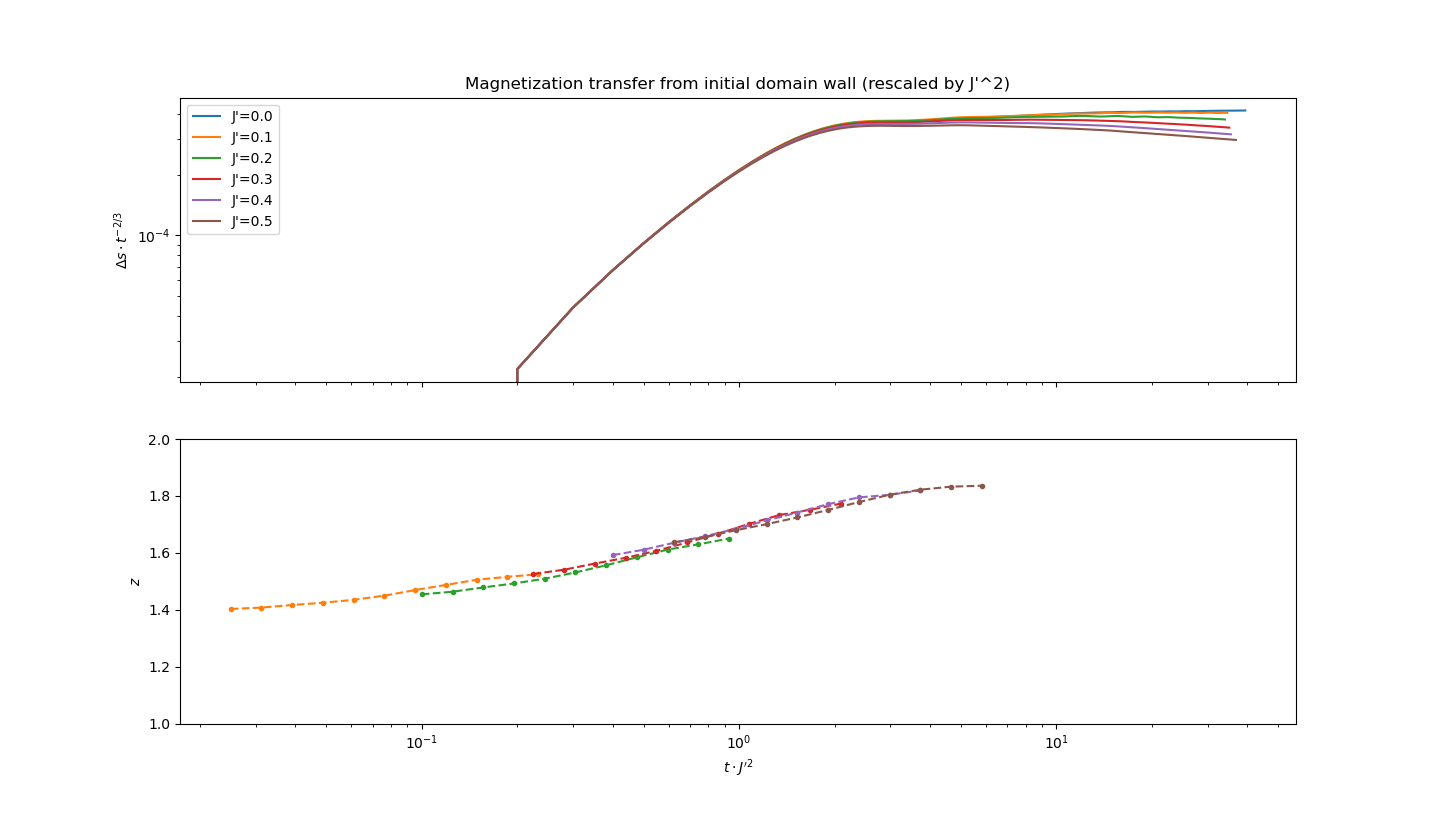 Magnetization transfer from initial domain wall (rescaled by J'^2)
J'=0.0
J'=0.1
J'=0.2
J'=0.3
J'=0.4
J'=0.5
10⁻⁴
Δs · t⁻²ᐟ³
2.0
1.8
1.6
1.4
1.2
1.0
z
10⁻¹
10⁰
10¹
t · J′²